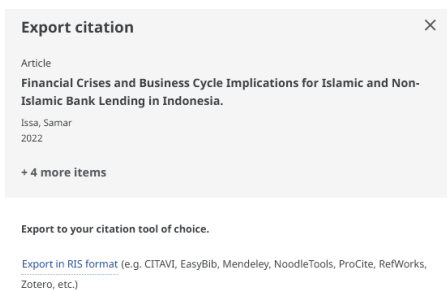 Export citation
Article
Financial Crises and Business Cycle Implications for Islamic and Non-
Islamic Bank Lending in Indonesia.
Issa, Samar
2022
+ 4 more items
Export to your citation tool of choice.
Export in RIS format (e.g. CITAVI, EasyBib, Mendeley, NoodleTools, ProCite, RefWorks,
Zotero, etc.)